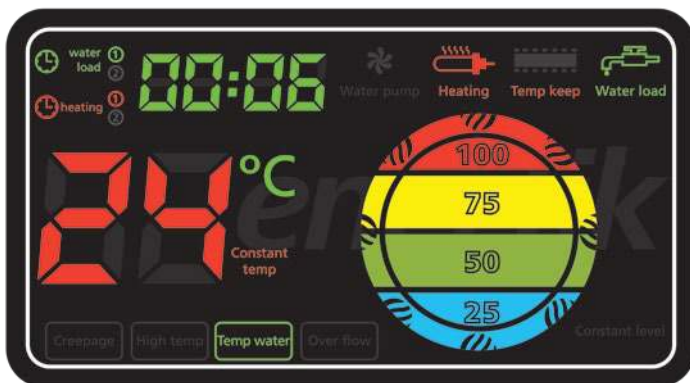 water load 1 2
00:06
Water pump
Heating
Temp keep
Water load
heating 1 2
24 °C
Constant temp
100
75
50
25
Creepage
High temp
Temp water
Over flow
Constant level